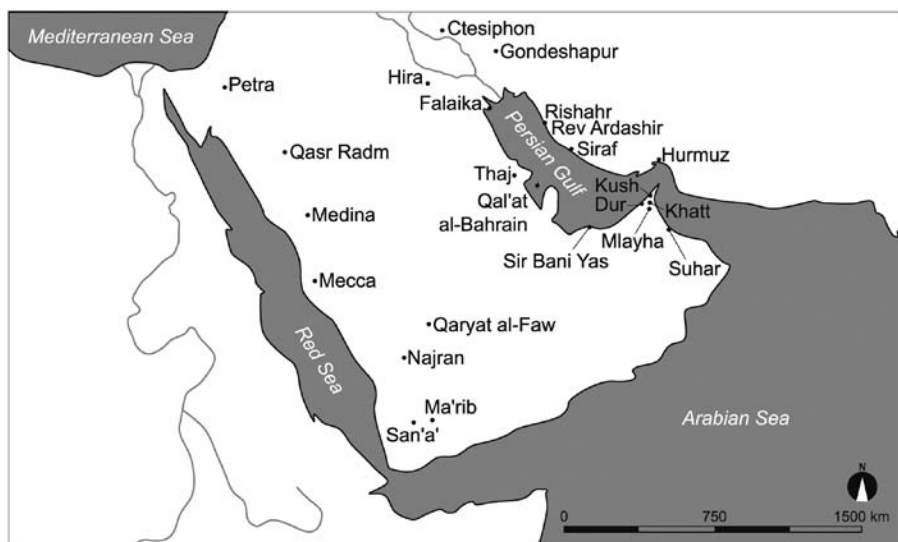 Mediterranean Sea
Ctesiphon
Gondeshapur
Petra
Hira
Falaika
Rishahr
Rev Ardashir
Siraf
Persian Gulf
Hurmuz
Qasr Radm
Thaj
Kush
Dur
Khatt
Qal'at
al-Bahrain
Medina
Mlayha
Sir Bani Yas
Suhar
Mecca
Qaryat al-Faw
Red Sea
Najran
Ma'rib
San'a'
Arabian Sea
N
0 750 1500 km